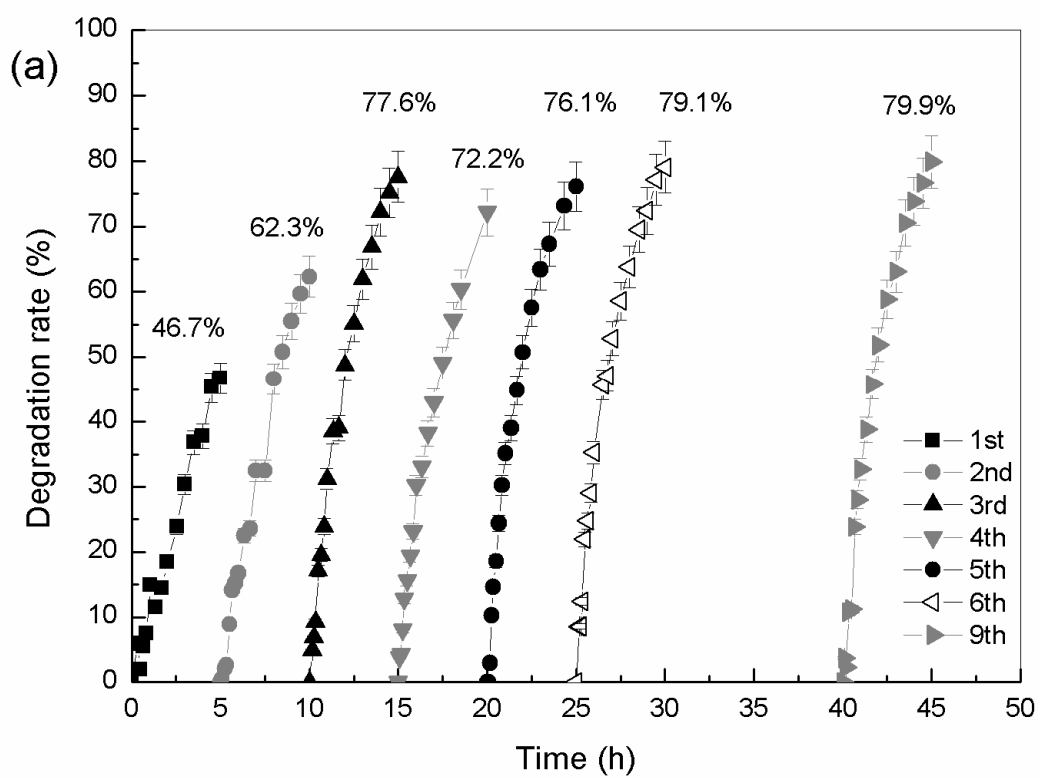 (a)
Degradation rate (%)
100
90
80
70
60
50
40
30
20
10
0
46.7%
62.3%
77.6%
72.2%
76.1%
79.1%
79.9%
1st
2nd
3rd
4th
5th
6th
9th
0 5 10 15 20 25 30 35 40 45 50
Time (h)